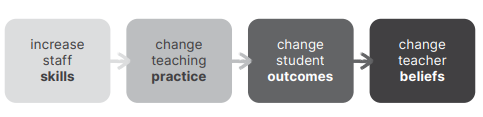 increase
staff
skills
change
teaching
practice
change
student
outcomes
change
teacher
beliefs